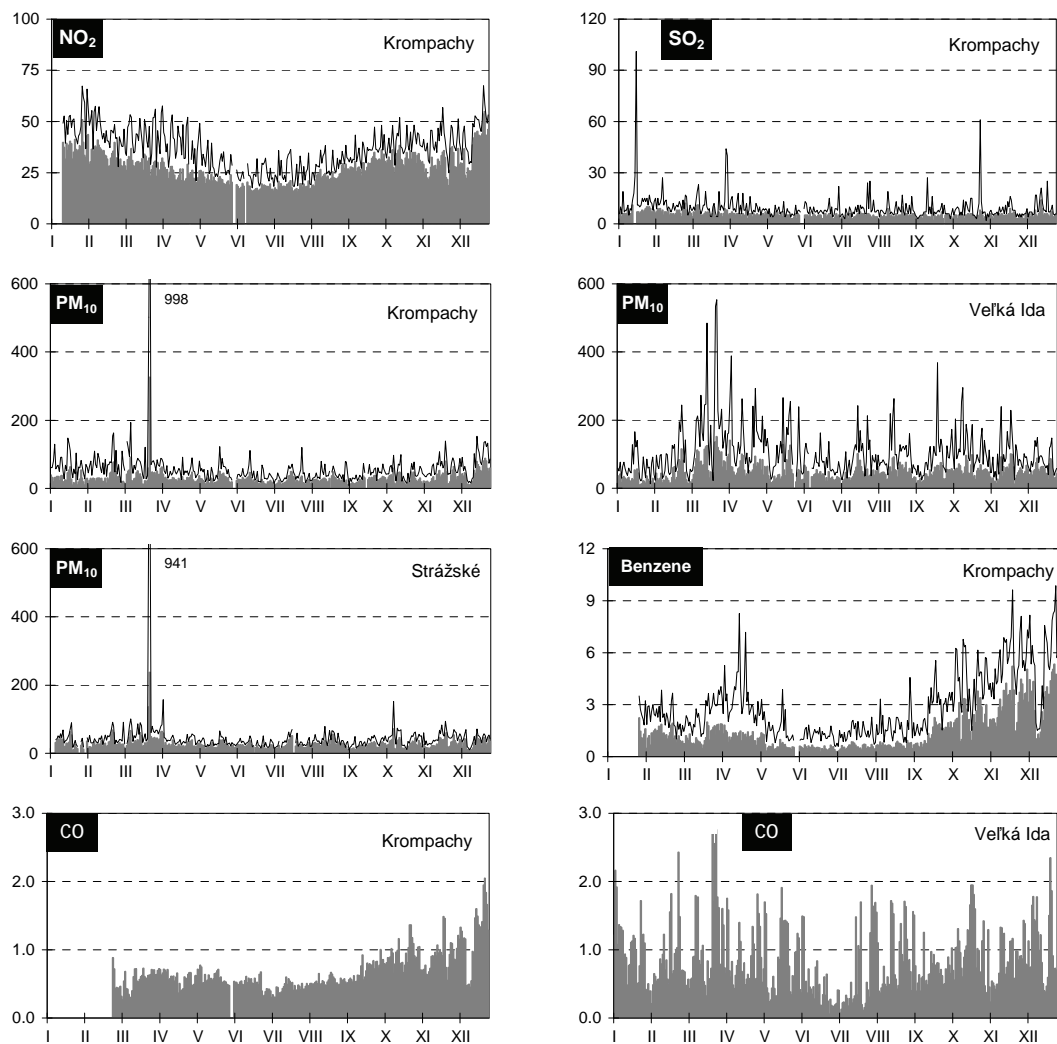 NO2
Krompachy
100
75
50
25
0
I II III IV V VI VII VIII IX X XI XII
SO2
Krompachy
120
90
60
30
0
I II III IV V VI VII VIII IX X XI XII
PM10
998
Krompachy
600
400
200
0
I II III IV V VI VII VIII IX X XI XII
PM10
Veľká Ida
600
400
200
0
I II III IV V VI VII VIII IX X XI XII
PM10
941
Strážské
600
400
200
0
I II III IV V VI VII VIII IX X XI XII
Benzene
Krompachy
12
9
6
3
0
I II III IV V VI VII VIII IX X XI XII
CO
Krompachy
3.0
2.0
1.0
0.0
I II III IV V VI VII VIII IX X XI XII
CO
Veľká Ida
3.0
2.0
1.0
0.0
I II III IV V VI VII VIII IX X XI XII